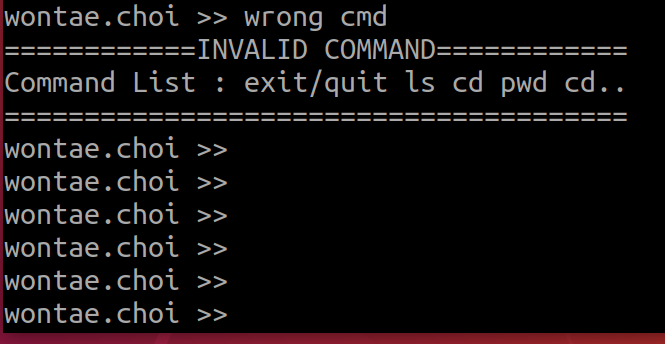 wontae.choi >> wrong cmd
============INVALID COMMAND============
Command List : exit/quit ls cd pwd cd..
=======================================
wontae.choi >>
wontae.choi >>
wontae.choi >>
wontae.choi >>
wontae.choi >>
wontae.choi >>